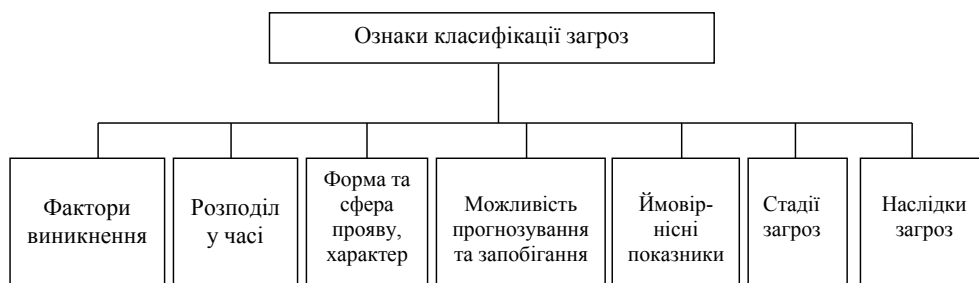 Ознаки класифікації загроз
Фактори
виникнення
Розподіл
у часі
Форма та
сфера
прояву,
характер
Можливість
прогнозування
та запобігання
Ймовір-
нісні
показники
Стадії
загроз
Наслідки
загроз